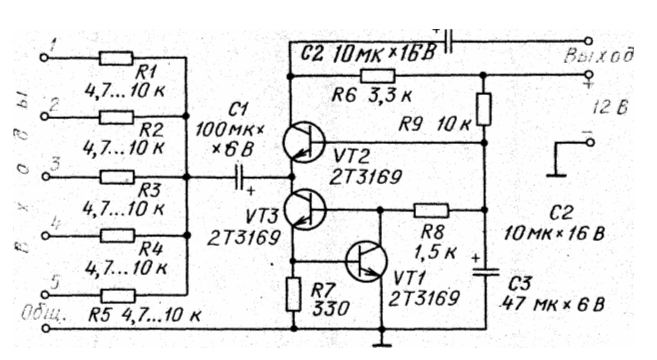 C2 10мк×16В
Выход
+
+
1
R1
4,7...10 к
R6 3,3 к
12 В
2
C1
100мк×
×6В
R9 10к
R2
4,7...10 к
VT2
2Т3169
–
3
+
R3
4,7...10 к
VT3
2Т3169
C2
10мк×16В
R8
1,5 к
4
R4
4,7...10 к
VT1
2Т3169
+
C3
47 мк×6В
R7
330
5
R5 4,7...10 к
Общ.
Входы